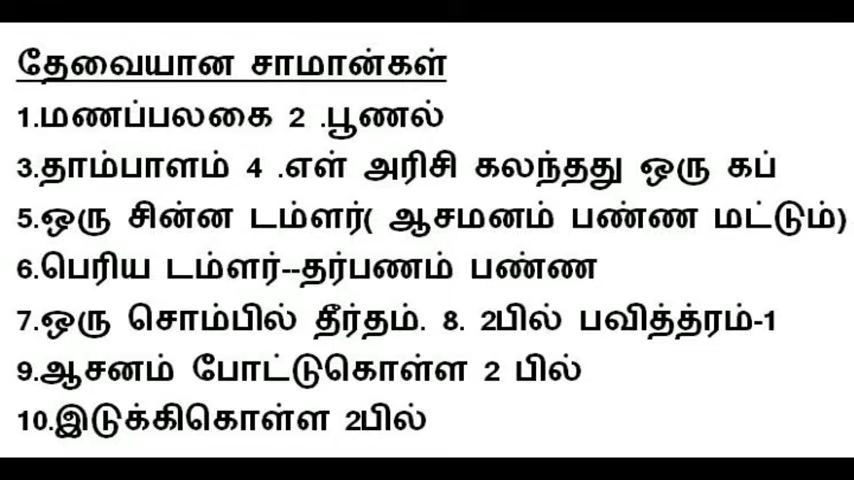 தேவையான சாமான்கள்
1.மணப்பலகை 2 .பூணல்
3.தாம்பாளம் 4 .எள் அரிசி கலந்தது ஒரு கப்
5.ஒரு சின்ன டம்ளர்( ஆசமனம் பண்ண மட்டும்)
6.பெரிய டம்ளர்--தர்பணம் பண்ண
7.ஒரு சொம்பில் தீர்தம். 8. 2பில் பவித்த்ரம்-1
9.ஆசனம் போட்டுகொள்ள 2 பில்
10.இடுக்கிகொள்ள 2பில்